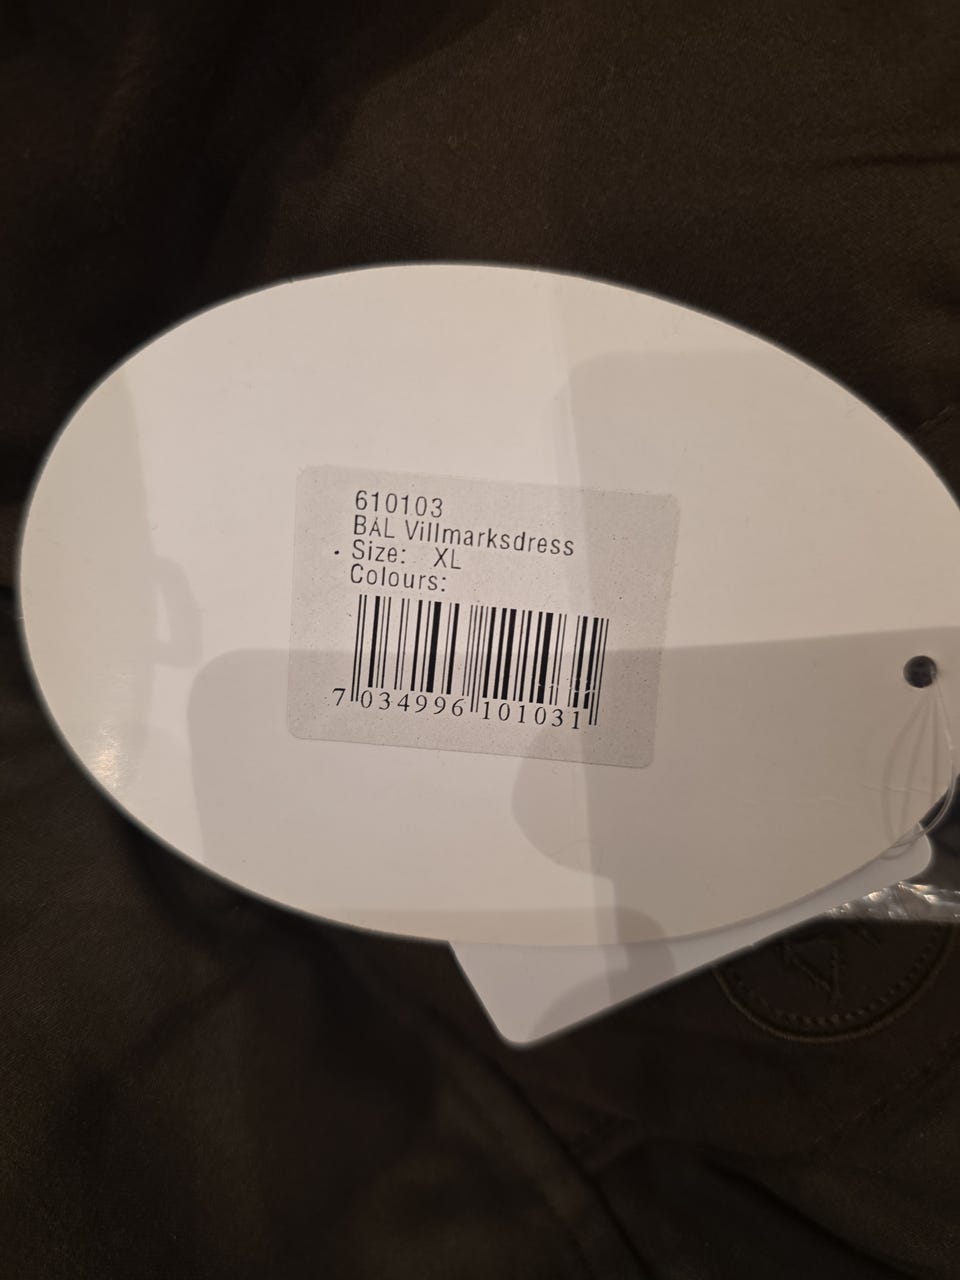 610103
BÅL Villmarksdress
Size: XL
Colours:
7 034996 101031